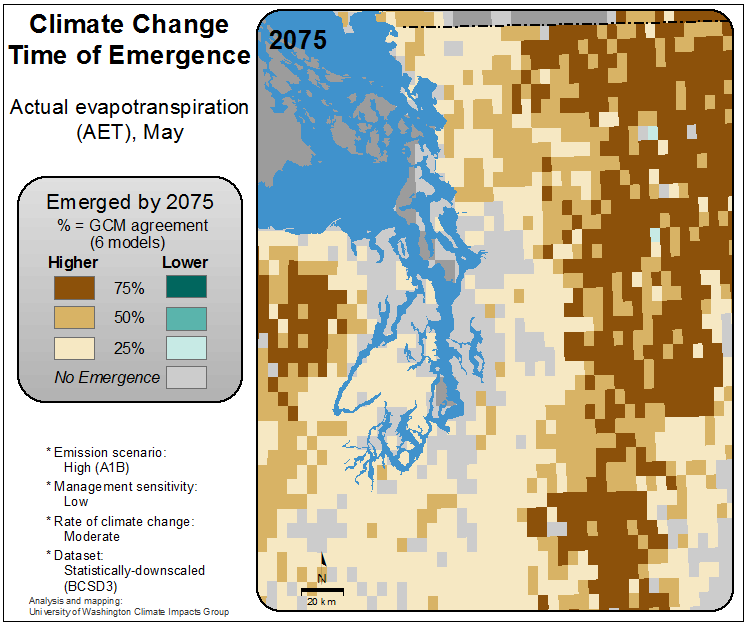 Climate Change
Time of Emergence
Actual evapotranspiration
(AET), May
Emerged by 2075
% = GCM agreement
(6 models)
Higher Lower
75%
50%
25%
No Emergence
* Emission scenario:
High (A1B)
* Management sensitivity:
Low
* Rate of climate change:
Moderate
* Dataset:
Statistically-downscaled
(BCSD3)
Analysis and mapping:
University of Washington Climate Impacts Group
2075
N
20 km